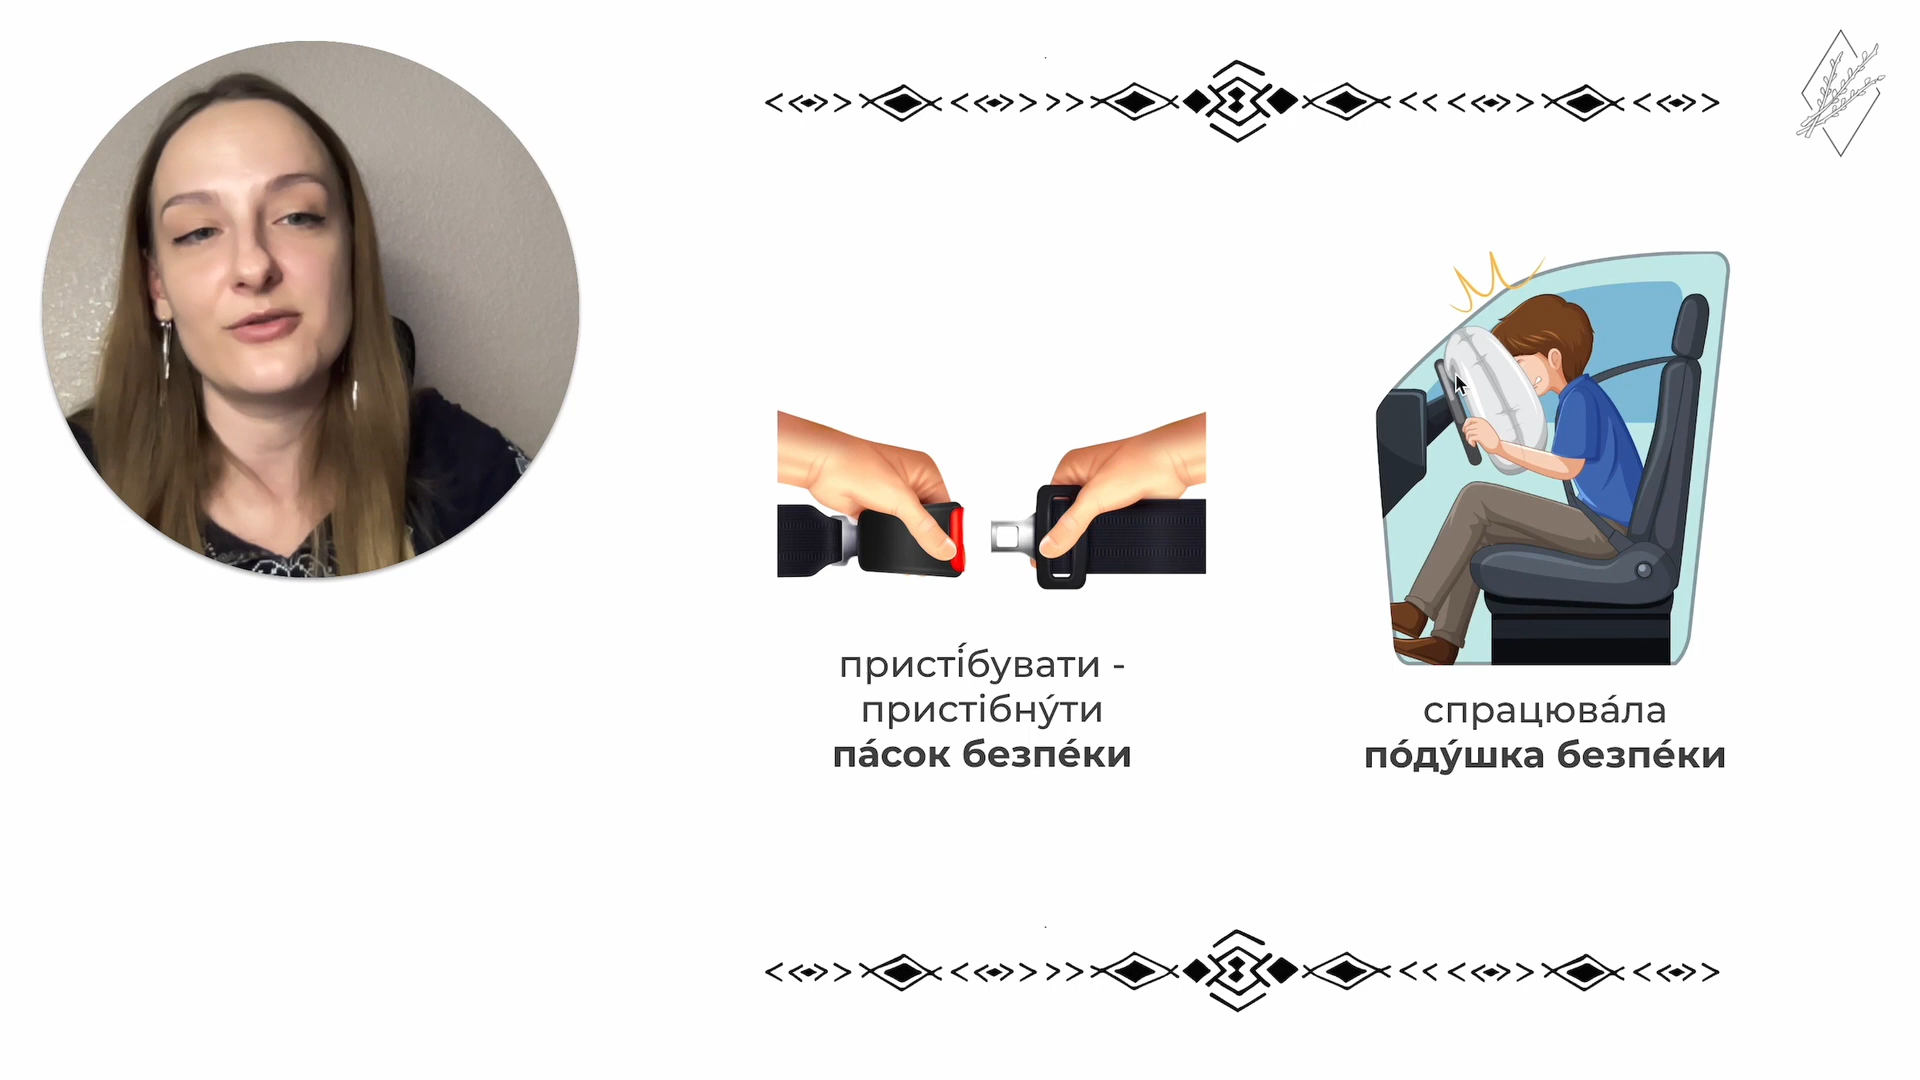 присті́бувати -
пристібну́ти
па́сок безпе́ки
спрацюва́ла
по́ду́шка безпе́ки